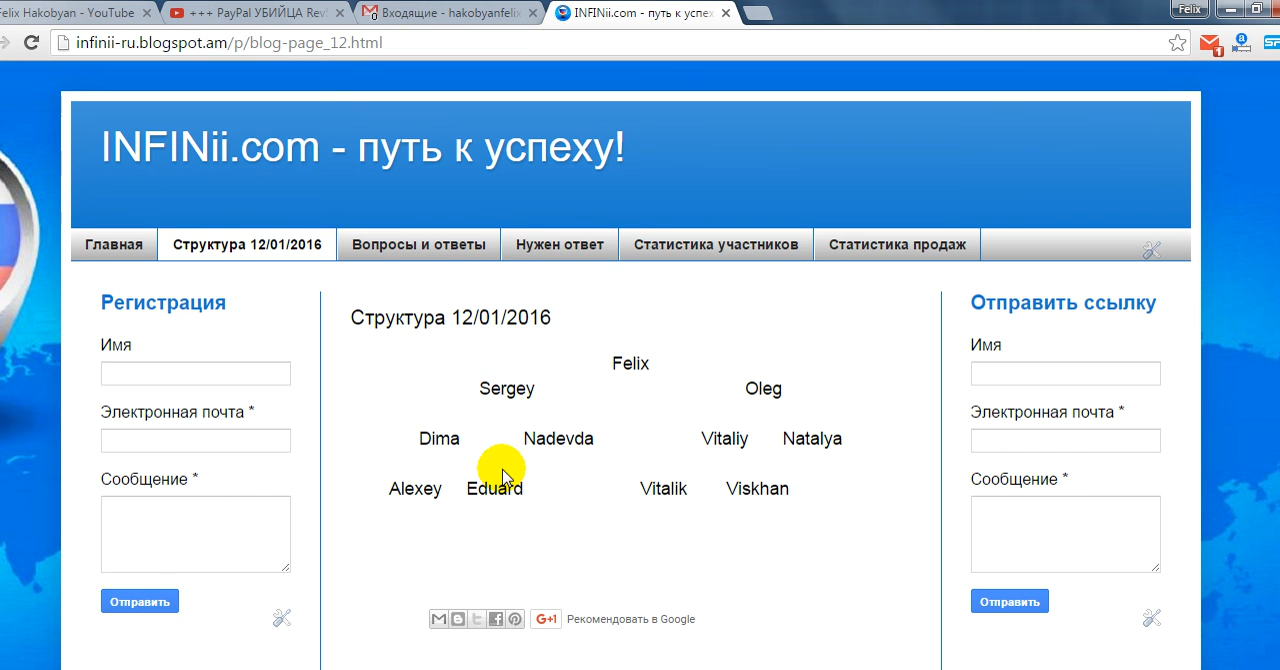 Felix Hakobyan - YouTube
+++ PayPal УБИЙЦА Rev
Входящие - hakobyanfelix
INFINii.com - путь к успех
Felix
infinii-ru.blogspot.am/p/blog-page_12.html
INFINii.com - путь к успеху!
Главная
Структура 12/01/2016
Вопросы и ответы
Нужен ответ
Статистика участников
Статистика продаж
Регистрация
Имя
Электронная почта *
Сообщение *
Отправить
Структура 12/01/2016
Felix
Sergey Oleg
Dima Nadevda Vitaliy Natalya
Alexey Eduard Vitalik Viskhan
G+1 Рекомендовать в Google
Отправить ссылку
Имя
Электронная почта *
Сообщение *
Отправить